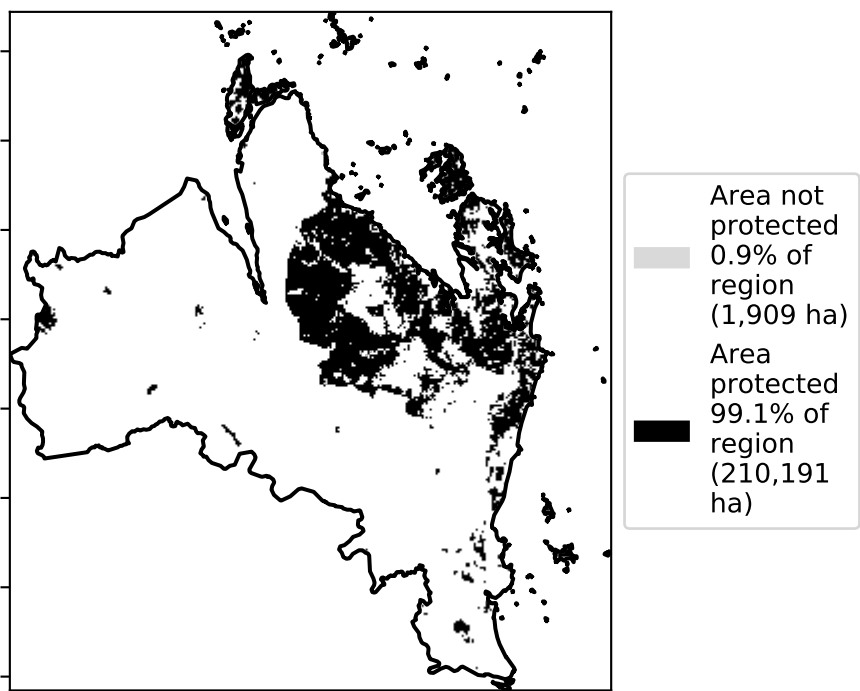 Area not
protected
0.9% of
region
(1,909 ha)
Area
protected
99.1% of
region
(210,191
ha)